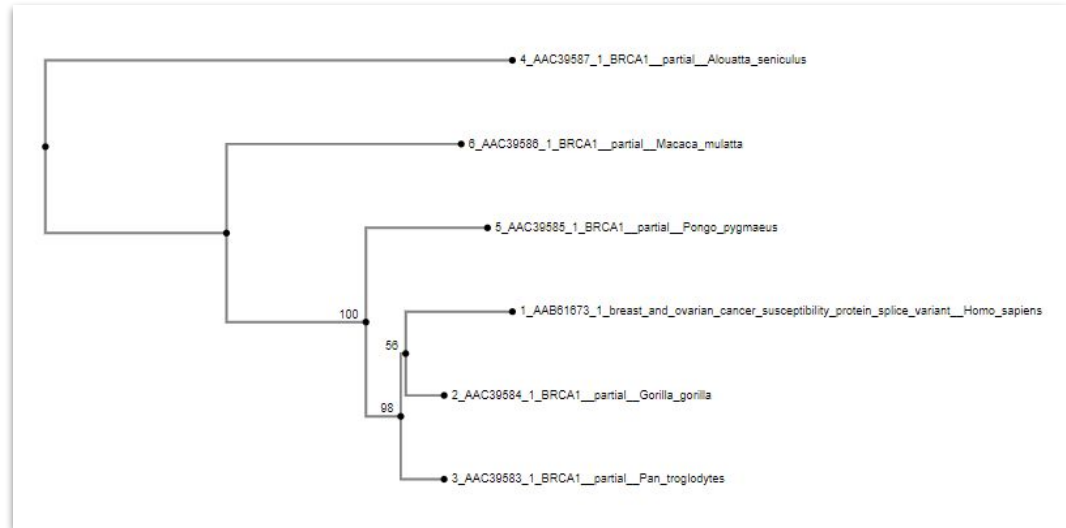 4_AAC39587_1_BRCA1__partial__Alouatta_seniculus
6_AAC39586_1_BRCA1__partial__Macaca_mulatta
5_AAC39585_1_BRCA1__partial__Pongo_pygmaeus
1_AAB61673_1_breast_and_ovarian_cancer_susceptibility_protein_splice_variant__Homo_sapiens
100
56
2_AAC39584_1_BRCA1__partial__Gorilla_gorilla
98
3_AAC39583_1_BRCA1__partial__Pan_troglodytes